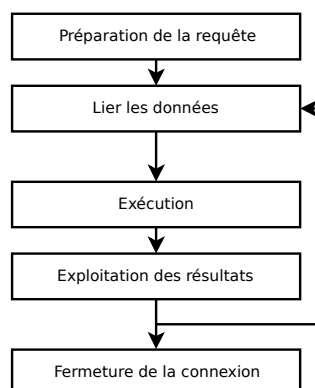 Préparation de la requête
Lier les données
Exécution
Exploitation des résultats
Fermeture de la connexion